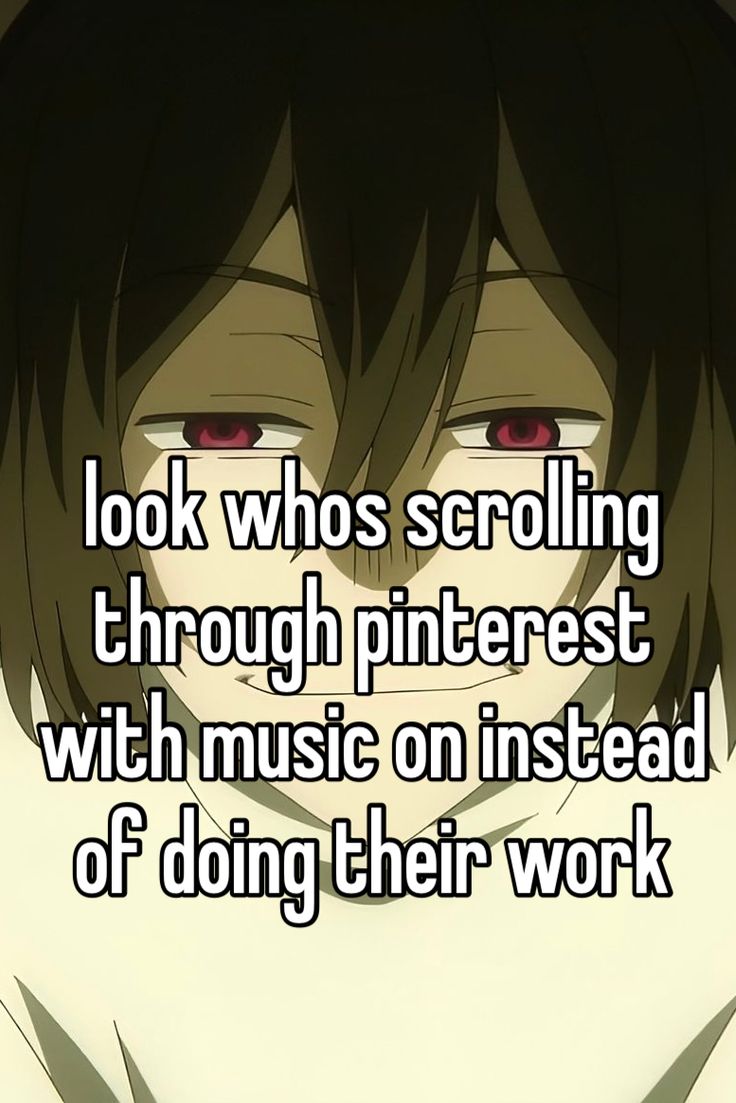 look whos scrolling
through pinterest
with music on instead
of doing their work